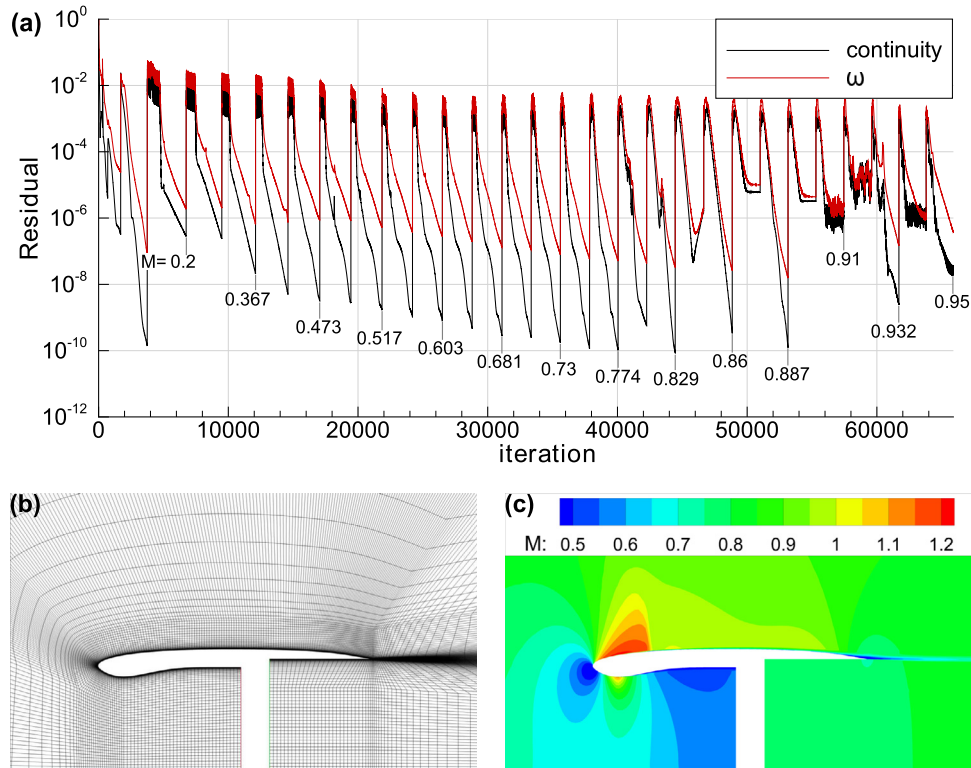 (a)
Residual
10^0
10^-2
10^-4
10^-6
10^-8
10^-10
10^-12
continuity
ω
M= 0.2
0.367
0.473
0.517
0.603
0.681
0.73
0.774
0.829
0.86
0.887
0.91
0.932
0.95
0 10000 20000 30000 40000 50000 60000
iteration
(b)
(c)
M: 0.5 0.6 0.7 0.8 0.9 1 1.1 1.2